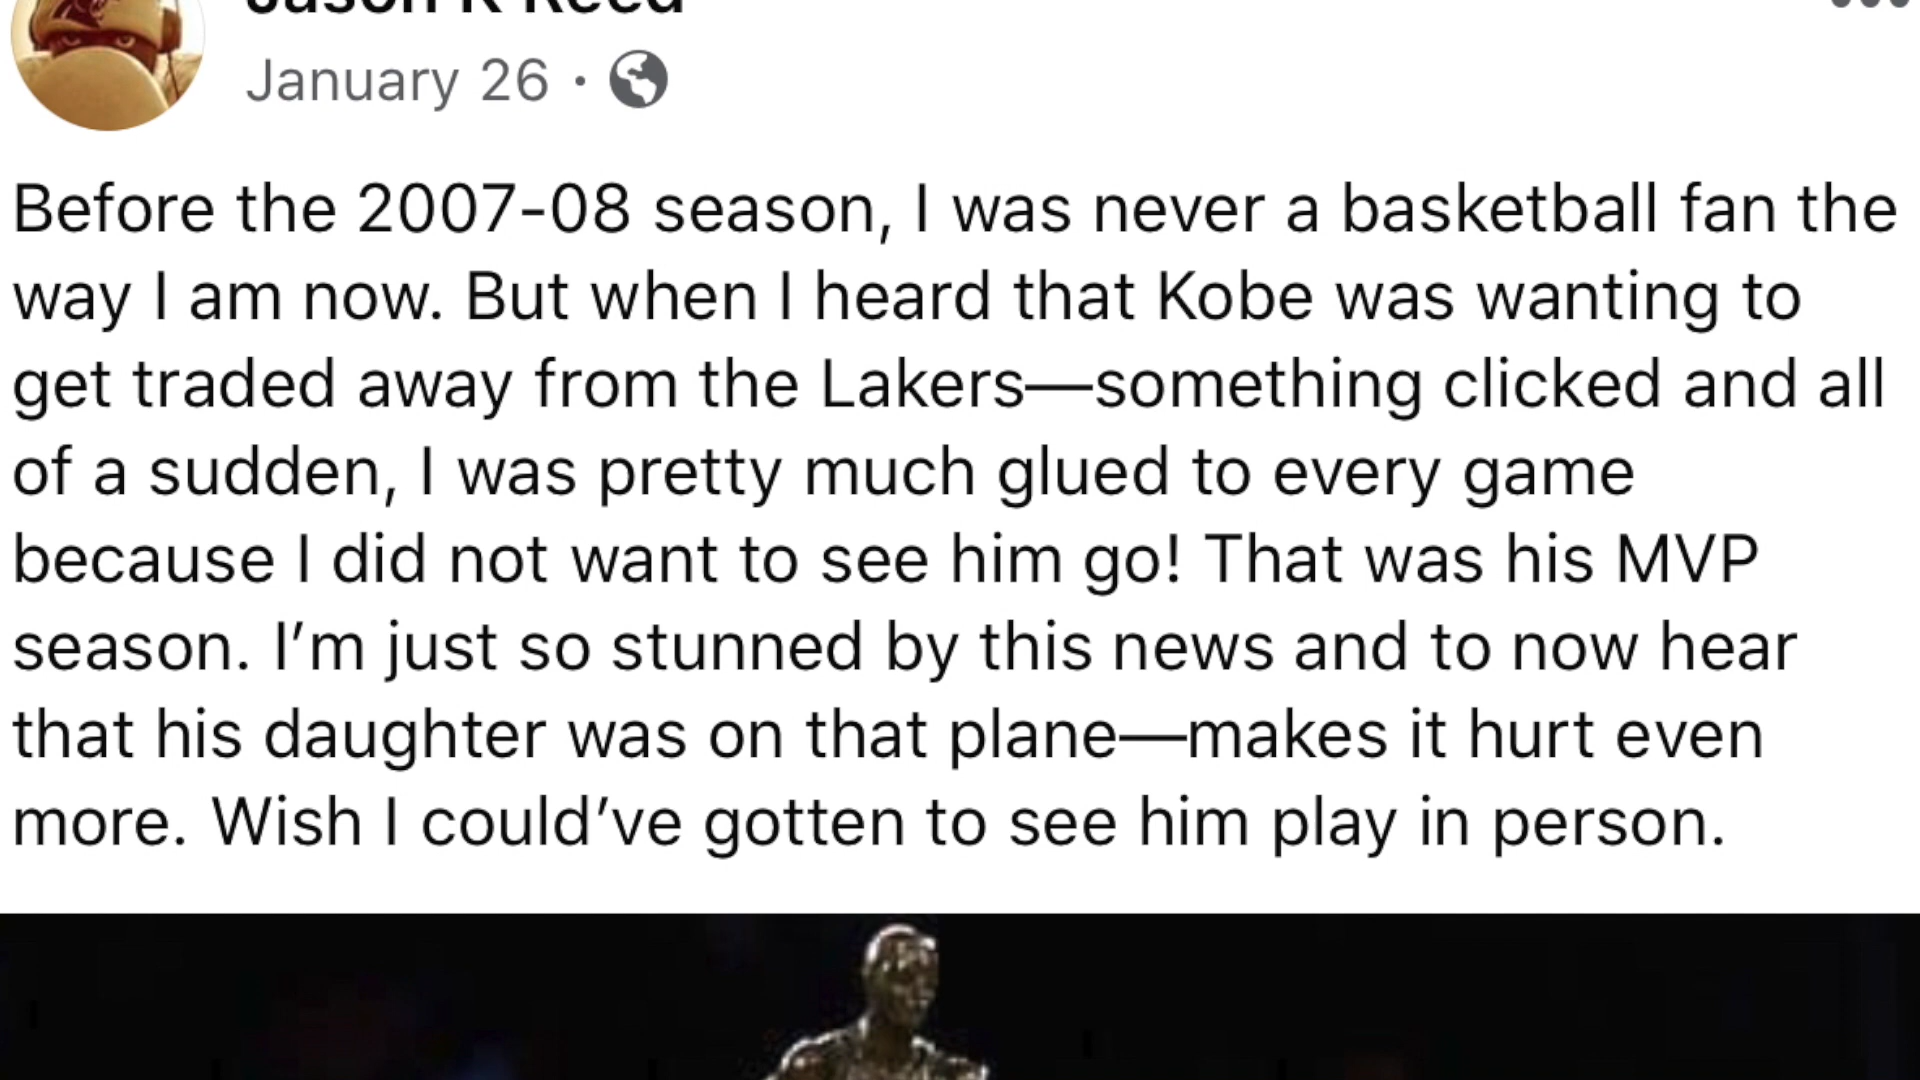 Jason K Reed
January 26 ·
Before the 2007-08 season, I was never a basketball fan the
way I am now. But when I heard that Kobe was wanting to
get traded away from the Lakers—something clicked and all
of a sudden, I was pretty much glued to every game
because I did not want to see him go! That was his MVP
season. I’m just so stunned by this news and to now hear
that his daughter was on that plane—makes it hurt even
more. Wish I could’ve gotten to see him play in person.